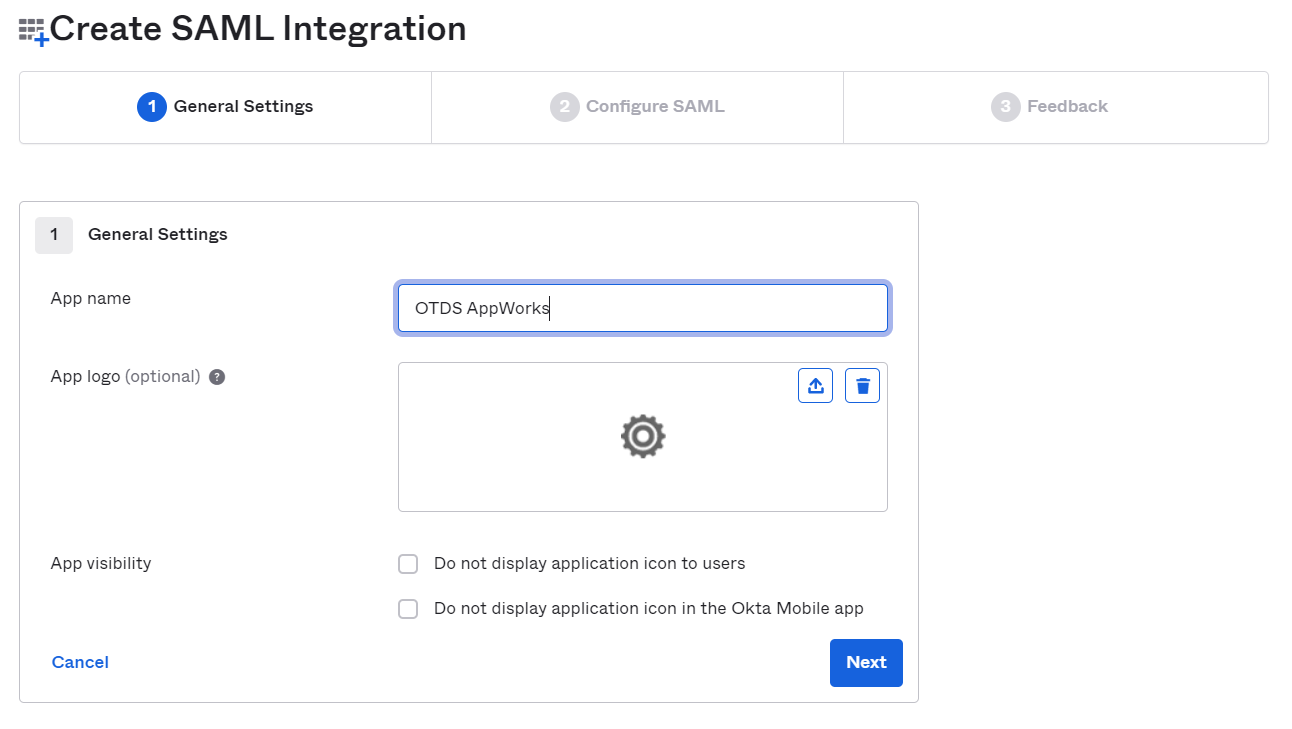 Create SAML Integration
1 General Settings
2 Configure SAML
3 Feedback
1 General Settings
App name
OTDS AppWorks
App logo (optional) ?
App visibility
Do not display application icon to users
Do not display application icon in the Okta Mobile app
Cancel
Next